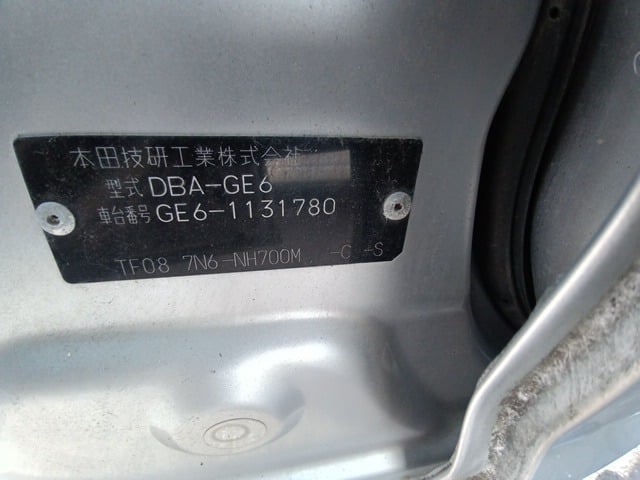 本田技研工業株式会社
型式 DBA-GE6
車台番号 GE6-1131780
TF08 7N6-NH700M -C -S